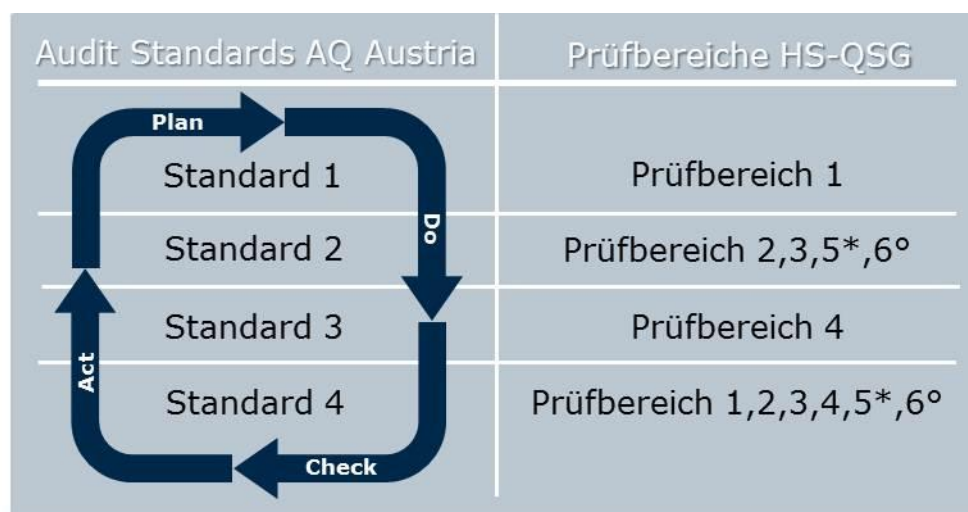 Audit Standards AQ Austria
Prüfbereiche HS-QSG
Plan
Standard 1
Prüfbereich 1
Do
Standard 2
Prüfbereich 2,3,5*,6°
Standard 3
Prüfbereich 4
Act
Standard 4
Prüfbereich 1,2,3,4,5*,6°
Check